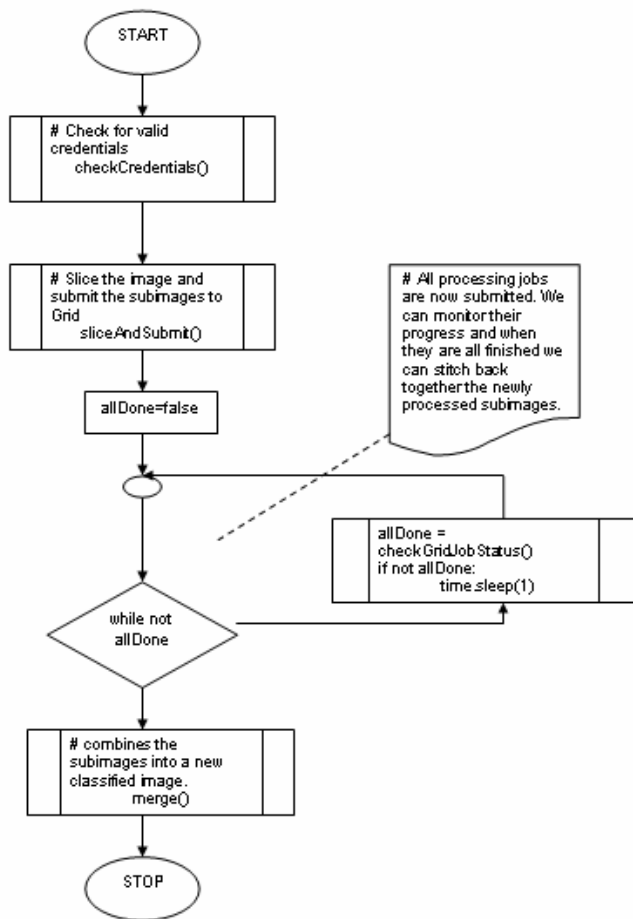 START
# Check for valid
credentials
checkCredentials()
# Slice the image and
submit the subimages to
Grid
sliceAndSubmit()
allDone=false
# All processing jobs
are now submitted. We
can monitor their
progress and when
they are all finished we
can stitch back
together the newly
processed subimages.
allDone =
checkGridJobStatus()
if not allDone:
time.sleep(1)
while not
allDone
# combines the
subimages into a new
classified image.
merge()
STOP